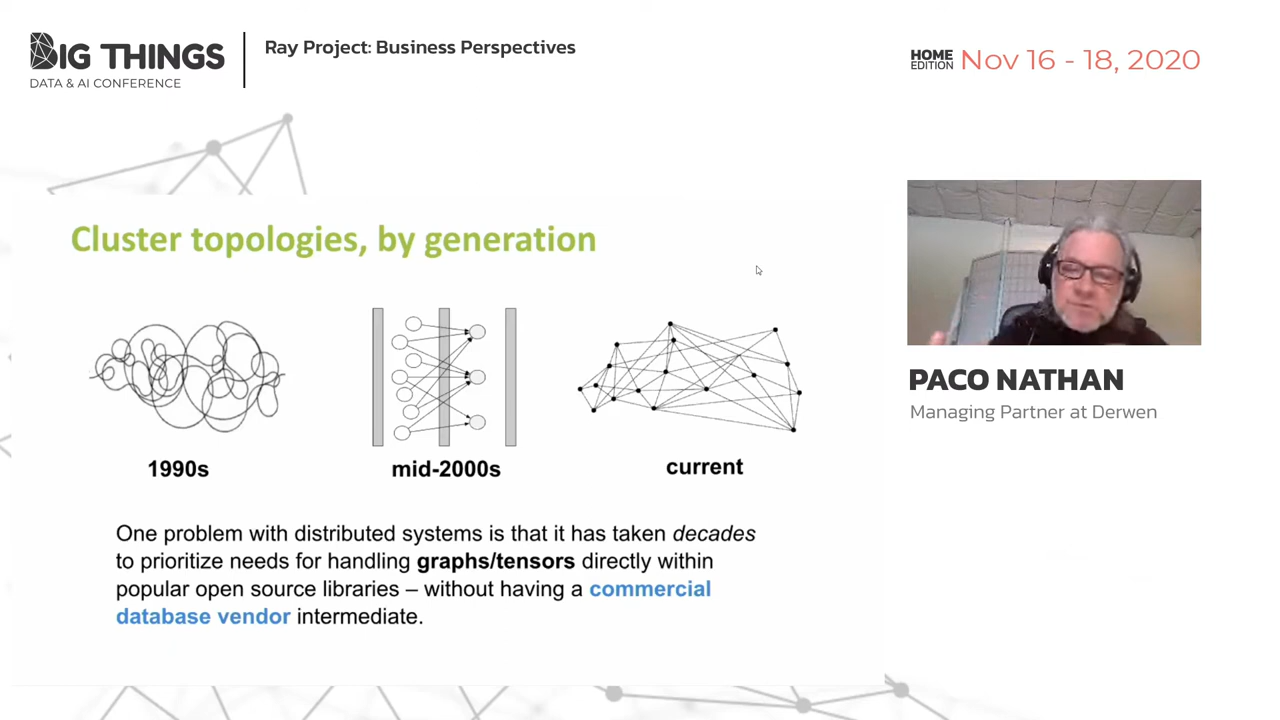 BIG THINGS
DATA & AI CONFERENCE
Ray Project: Business Perspectives
HOME
EDITION
Nov 16 - 18, 2020
Cluster topologies, by generation
1990s
mid-2000s
current
One problem with distributed systems is that it has taken decades
to prioritize needs for handling graphs/tensors directly within
popular open source libraries – without having a commercial
database vendor intermediate.
PACO NATHAN
Managing Partner at Derwen